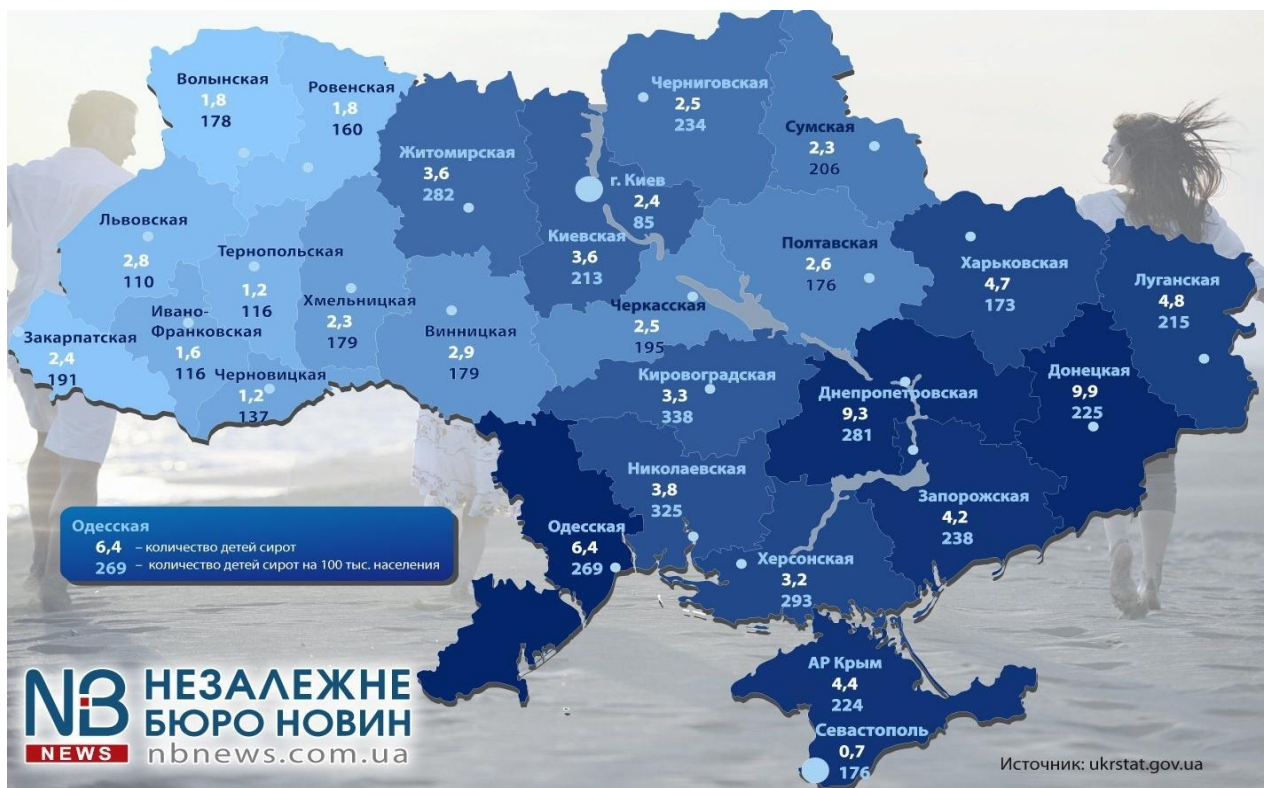 Волынская
1,8
178
Ровенская
1,8
160
Житомирская
3,6
282
Черниговская
2,5
234
Сумская
2,3
206
г. Киев
2,4
85
Киевская
3,6
213
Львовская
2,8
110
Тернопольская
1,2
116
Хмельницкая
2,3
179
Ивано-
Франковская
1,6
116
Закарпатская
2,4
191
Черновицкая
1,2
137
Винницкая
2,9
179
Черкасская
2,5
195
Полтавская
2,6
176
Харьковская
4,7
173
Луганская
4,8
215
Кировоградская
3,3
338
Днепропетровская
9,3
281
Донецкая
9,9
225
Николаевская
3,8
325
Запорожская
4,2
238
Одесская
6,4
269
Херсонская
3,2
293
АР Крым
4,4
224
Севастополь
0,7
176
Одесская
6,4 – количество детей сирот
269 – количество детей сирот на 100 тыс. населения
NB НЕЗАЛЕЖНЕ
БЮРО НОВИН
NEWS nbnews.com.ua
Источник: ukrstat.gov.ua